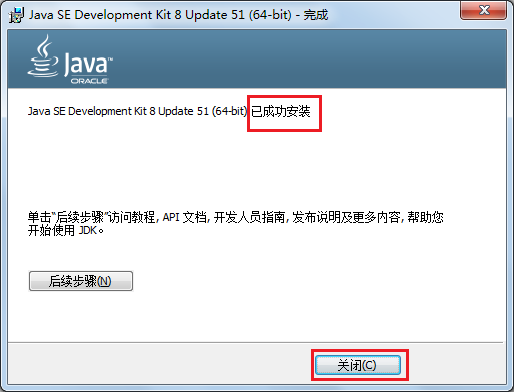 Java SE Development Kit 8 Update 51 (64-bit) - 完成
Java™
ORACLE
Java SE Development Kit 8 Update 51 (64-bit) 已成功安装
单击“后续步骤”访问教程, API 文档, 开发人员指南, 发布说明及更多内容, 帮助您
开始使用 JDK。
后续步骤(N)
关闭(C)